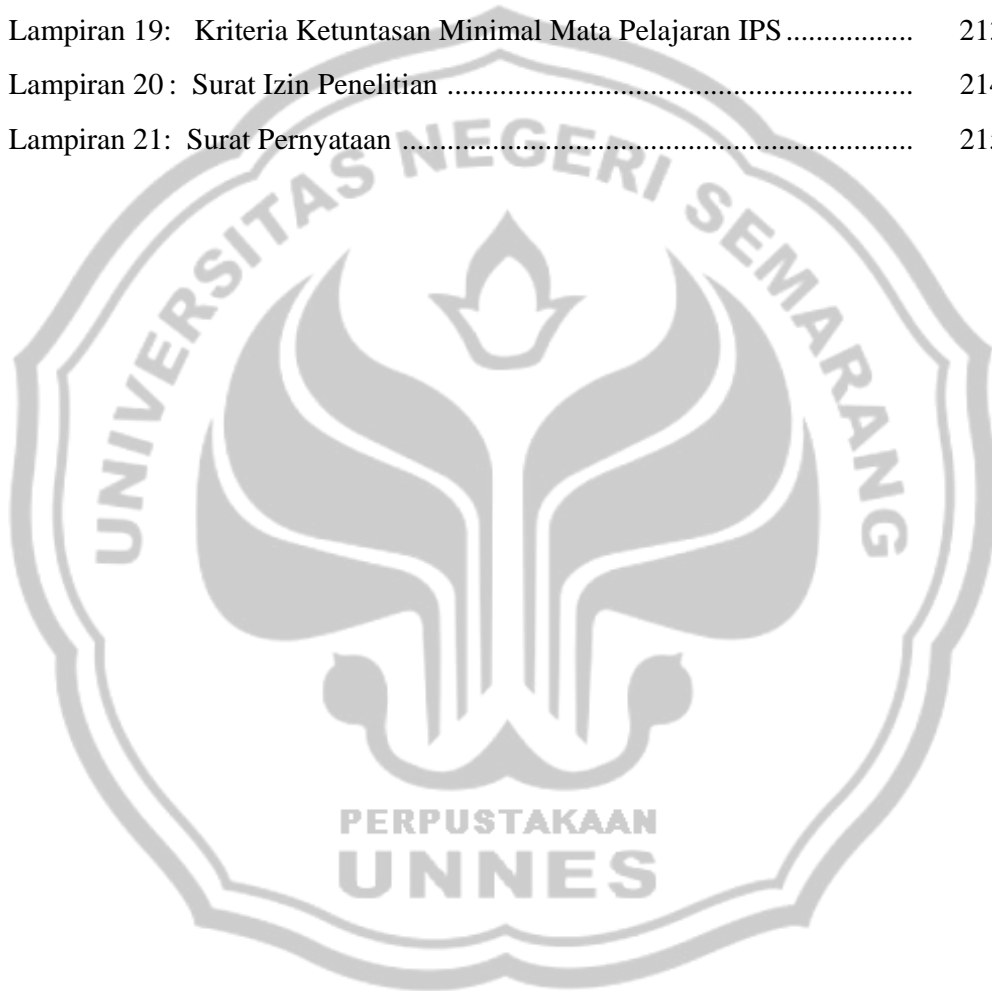 Lampiran 19: Kriteria Ketuntasan Minimal Mata Pelajaran IPS ................
Lampiran 20 : Surat Izin Penelitian ..............................................................
Lampiran 21: Surat Pernyataan ....................................................................
UNIVERSITAS NEGERI SEMARANG
PERPUSTAKAAN
UNNES